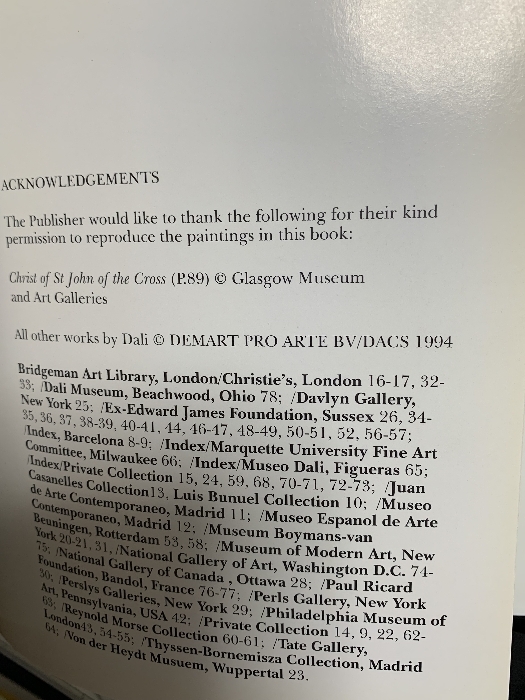 ACKNOWLEDGEMENTS
The Publisher would like to thank the following for their kind
permission to reproduce the paintings in this book:
Christ of St John of the Cross (P.89) © Glasgow Museum
and Art Galleries
All other works by Dali © DEMART PRO ARTE BV/DACS 1994
Bridgeman Art Library, London/Christie's, London 16-17, 32-
33; /Dali Museum, Beachwood, Ohio 78; /Davlyn Gallery,
New York 25; /Ex-Edward James Foundation, Sussex 26, 34-
35, 36, 37, 38-39, 40-41, 44, 46-47, 48-49, 50-51, 52, 56-57;
/Index, Barcelona 8-9; /Index/Marquette University Fine Art
Committee, Milwaukee 66; /Index/Museo Dali, Figueras 65;
/Index/Private Collection 15, 24, 59, 68, 70-71, 72-73; /Juan
Casanelles Collection13, Luis Bunuel Collection 10; /Museo
de Arte Contemporaneo, Madrid 11; /Museo Espanol de Arte
Contemporaneo, Madrid 12; /Museum Boymans-van
Beuningen, Rotterdam 53, 58; /Museum of Modern Art, New
York 20-21, 31, /National Gallery of Art, Washington D.C. 74-
75; /National Gallery of Canada , Ottawa 28; /Paul Ricard
Foundation, Bandol, France 76-77; /Perls Gallery, New York
30; /Perslys Galleries, New York 29; /Philadelphia Museum of
Art, Pennsylvania, USA 42; /Private Collection 14, 9, 22, 62-
63; /Reynold Morse Collection 60-61; /Tate Gallery,
London43, 54-55; /Thyssen-Bornemisza Collection, Madrid
64; /Von der Heydt Musuem, Wuppertal 23.